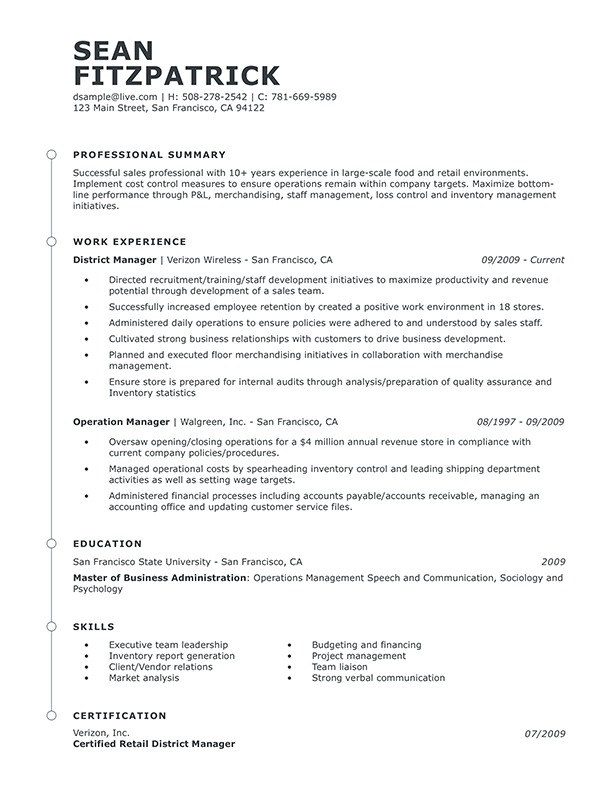 SEAN
FITZPATRICK
dsample@live.com | H: 508-278-2542 | C: 781-669-5989
123 Main Street, San Francisco, CA 94122
PROFESSIONAL SUMMARY
Successful sales professional with 10+ years experience in large-scale food and retail environments.
Implement cost control measures to ensure operations remain within company targets. Maximize bottom-
line performance through P&L, merchandising, staff management, loss control and inventory management
initiatives.
WORK EXPERIENCE
District Manager | Verizon Wireless - San Francisco, CA 09/2009 - Current
• Directed recruitment/training/staff development initiatives to maximize productivity and revenue
potential through development of a sales team.
• Successfully increased employee retention by created a positive work environment in 18 stores.
• Administered daily operations to ensure policies were adhered to and understood by sales staff.
• Cultivated strong business relationships with customers to drive business development.
• Planned and executed floor merchandising initiatives in collaboration with merchandise
management.
• Ensure store is prepared for internal audits through analysis/preparation of quality assurance and
Inventory statistics
Operation Manager | Walgreen, Inc. - San Francisco, CA 08/1997 - 09/2009
• Oversaw opening/closing operations for a $4 million annual revenue store in compliance with
current company policies/procedures.
• Managed operational costs by spearheading inventory control and leading shipping department
activities as well as setting wage targets.
• Administered financial processes including accounts payable/accounts receivable, managing an
accounting office and updating customer service files.
EDUCATION
San Francisco State University - San Francisco, CA 2009
Master of Business Administration: Operations Management Speech and Communication, Sociology and
Psychology
SKILLS
• Executive team leadership
• Inventory report generation
• Client/Vendor relations
• Market analysis
• Budgeting and financing
• Project management
• Team liaison
• Strong verbal communication
CERTIFICATION
Verizon, Inc. 07/2009
Certified Retail District Manager